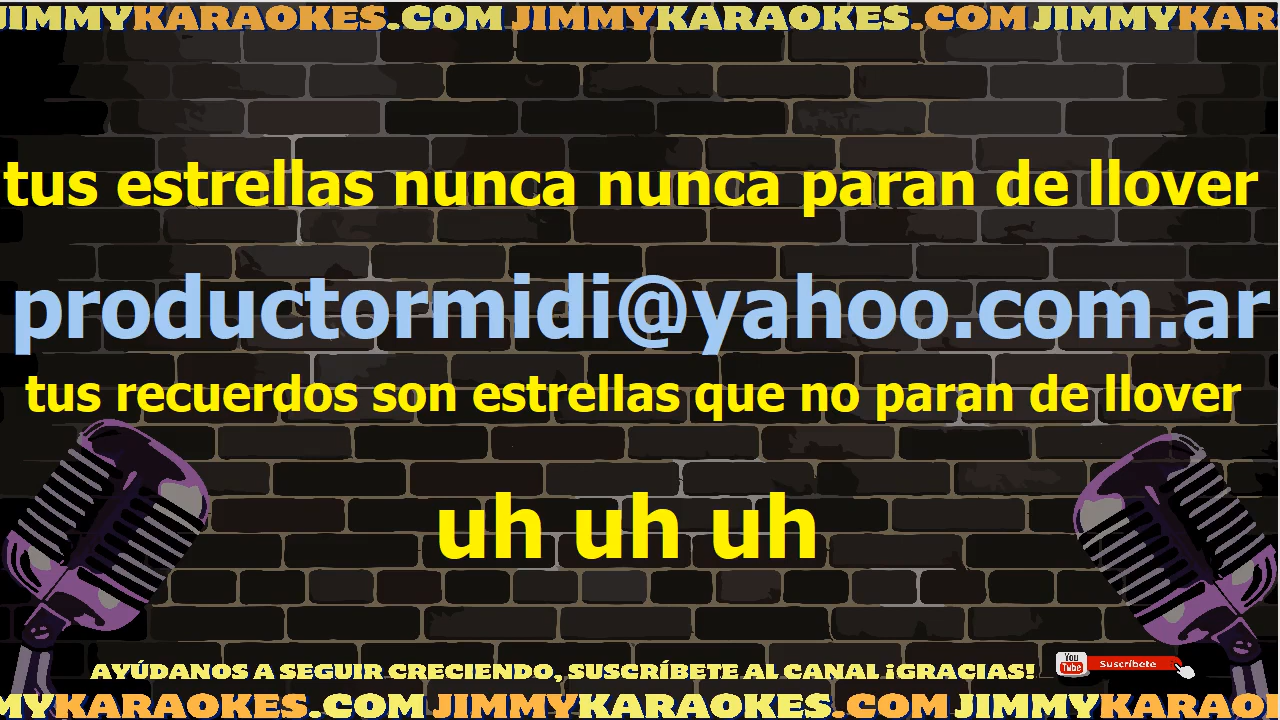 JIMMYKARAOKES.COM JIMMYKARAOKES.COM JIMMYKAR
tus estrellas nunca nunca paran de llover
productormidi@yahoo.com.ar
tus recuerdos son estrellas que no paran de llover
uh uh uh
AYÚDANOS A SEGUIR CRECIENDO, SUSCRÍBETE AL CANAL ¡GRACIAS!
You Tube Suscríbete
MYKARAOKES.COM JIMMYKARAOKES.COM JIMMYKARAOI